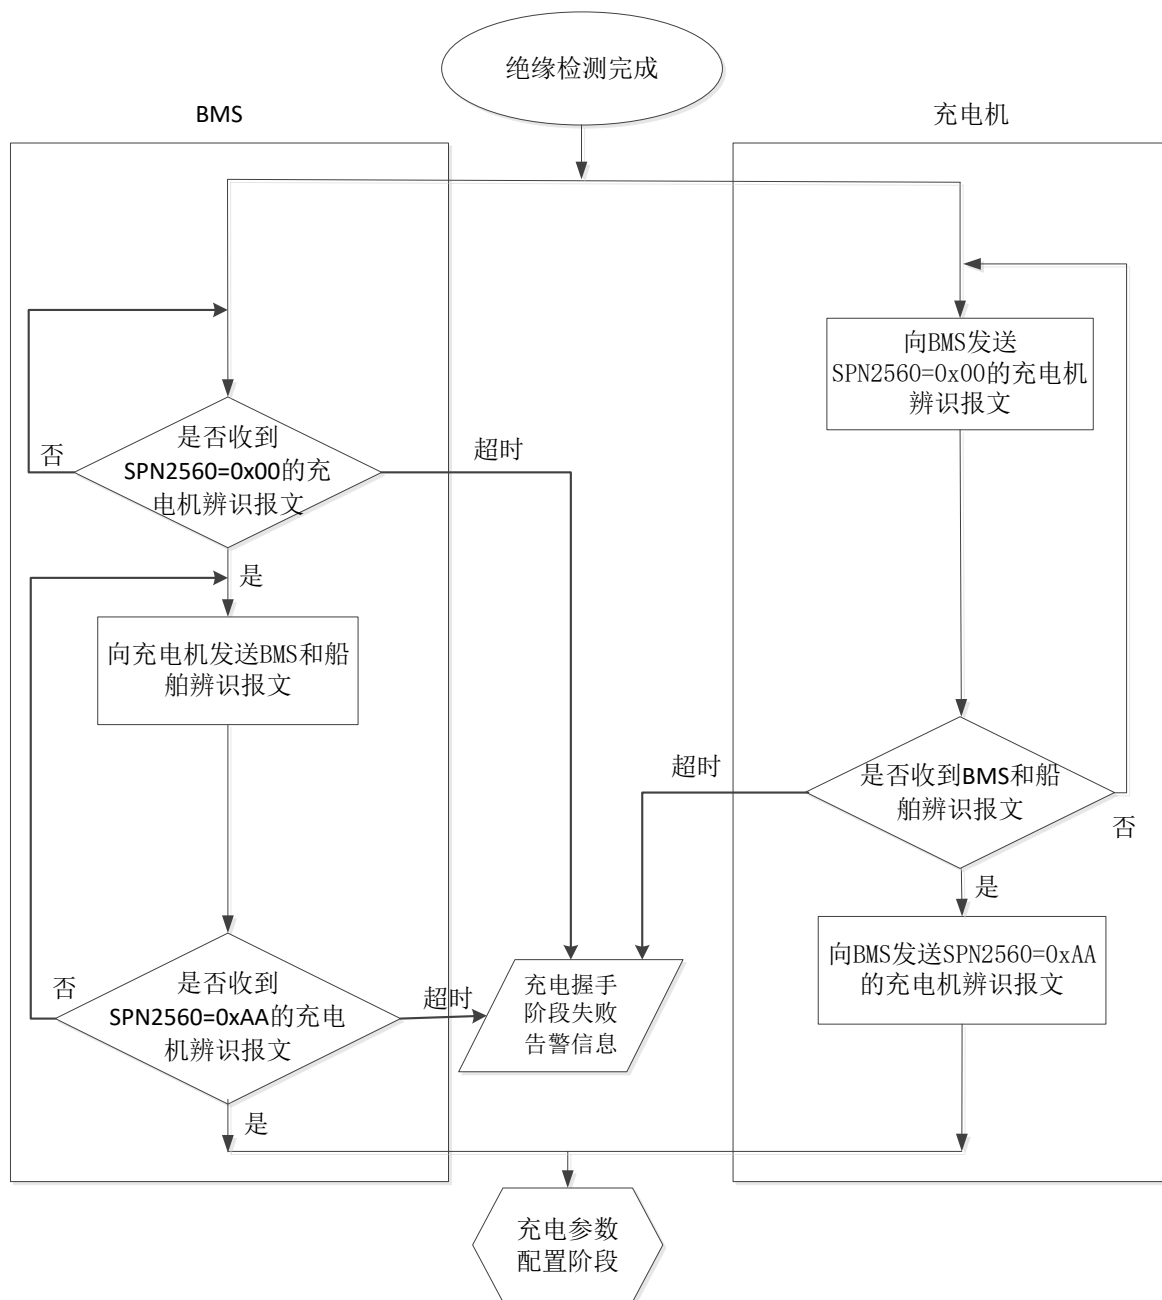 绝缘检测完成
BMS
充电机
向BMS发送
SPN2560=0x00的充电机
辨识报文
是否收到
SPN2560=0x00的充
电机辨识报文
否
超时
是
向充电机发送BMS和船
舶辨识报文
超时
是否收到BMS和船
舶辨识报文
否
是
向BMS发送SPN2560=0xAA
的充电机辨识报文
是否收到
SPN2560=0xAA的充电
机辨识报文
否
超时
充电握手
阶段失败
告警信息
是
充电参数
配置阶段